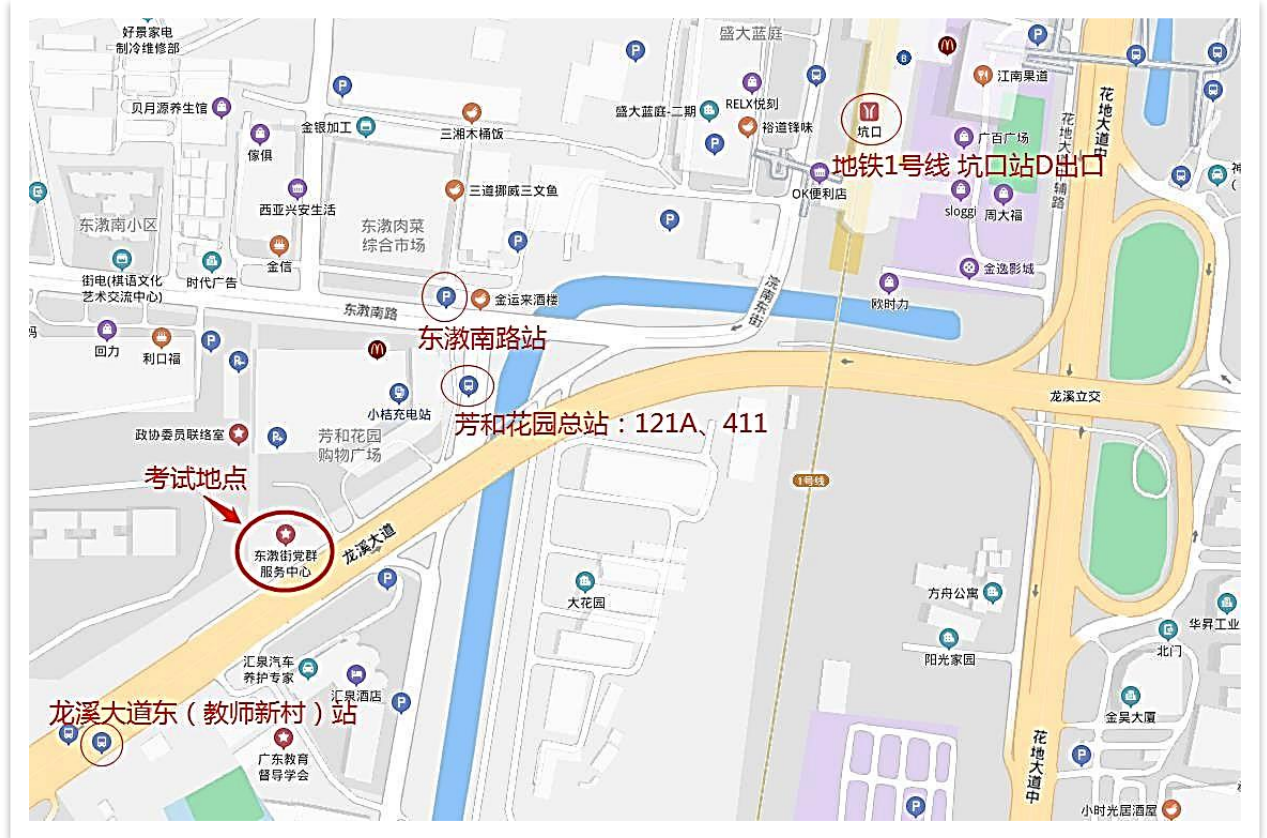 好景家电
制冷维修部
盛大蓝庭
江南果道
贝月源养生馆
傢俱
金银加工
三湘木桶饭
盛大蓝庭-二期
RELX悦刻
裕道锋味
坑口
广百广场
花地大道中
地铁1号线 坑口站D出口
OK便利店
sloggi
周大福
西亚兴安生活
三道挪威三文鱼
东漖南小区
东漖肉菜
综合市场
金信
街电(棋语文化
艺术交流中心)
时代广告
金逸影城
欧时力
东漖南路
金运来酒楼
东漖南路站
回力
利口福
小桔充电站
芳和花园总站：121A、411
龙溪立交
政协委员联络室
芳和花园
购物广场
考试地点
1号线
东漖街党群
服务中心
龙溪大道
大花园
方舟公寓
华昇工业
阳光家园
北门
汇泉汽车
养护专家
汇泉酒店
龙溪大道东（教师新村）站
金昊大厦
广东教育
督导学会
花地大道中
小时光居酒屋